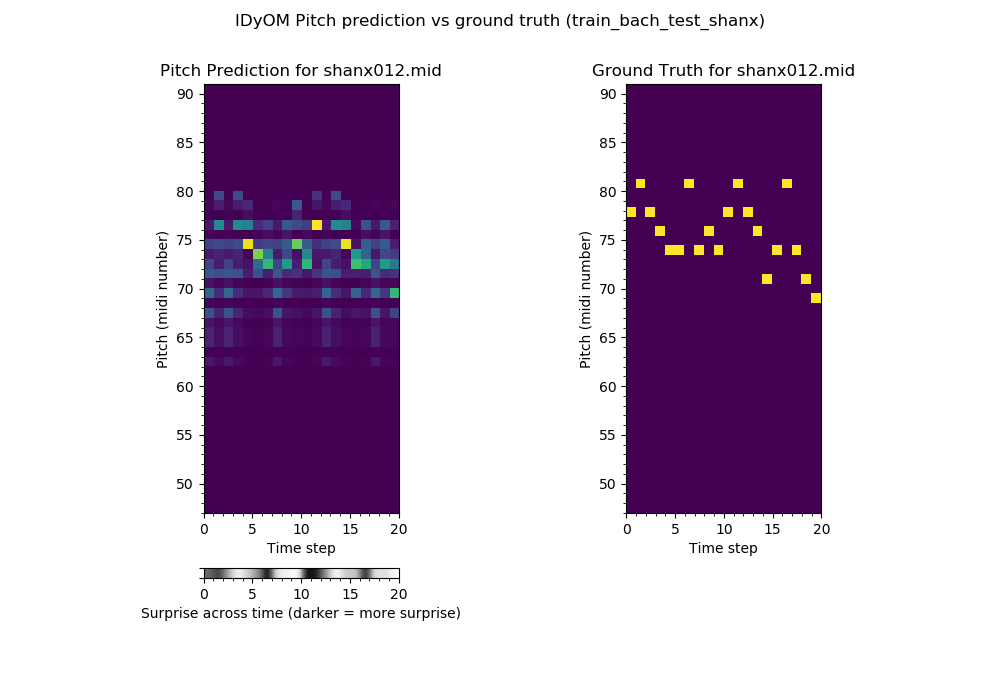 IDyOM Pitch prediction vs ground truth (train_bach_test_shanx)
Pitch Prediction for shanx012.mid
90
85
80
75
70
65
60
55
50
Pitch (midi number)
0 5 10 15 20
Time step
0 5 10 15 20
Surprise across time (darker = more surprise)
Ground Truth for shanx012.mid
90
85
80
75
70
65
60
55
50
Pitch (midi number)
0 5 10 15 20
Time step